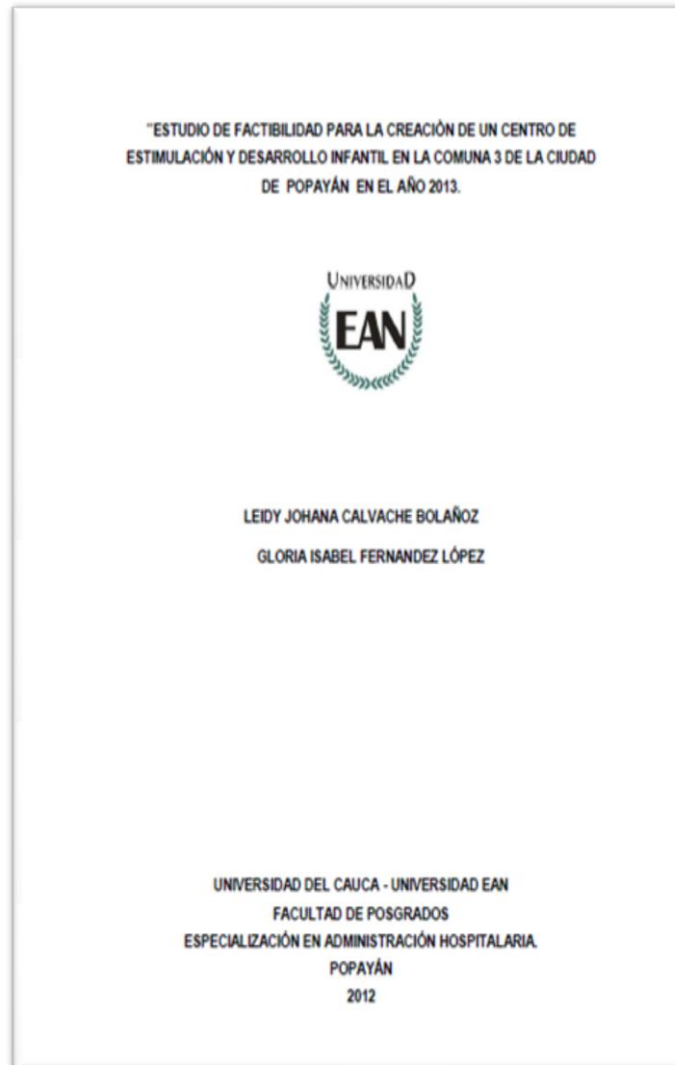 "ESTUDIO DE FACTIBILIDAD PARA LA CREACIÒN DE UN CENTRO DE
ESTIMULACIÓN Y DESARROLLO INFANTIL EN LA COMUNA 3 DE LA CIUDAD
DE POPAYÁN EN EL AÑO 2013.
UNIVERSIDAD
EAN
LEIDY JOHANA CALVACHE BOLAÑOZ
GLORIA ISABEL FERNANDEZ LÓPEZ
UNIVERSIDAD DEL CAUCA - UNIVERSIDAD EAN
FACULTAD DE POSGRADOS
ESPECIALIZACIÓN EN ADMINISTRACIÓN HOSPITALARIA.
POPAYÁN
2012